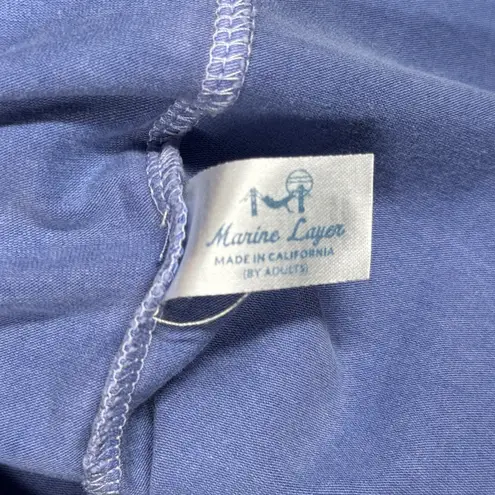 Marine Layer
MADE IN CALIFORNIA
(BY ADULTS)